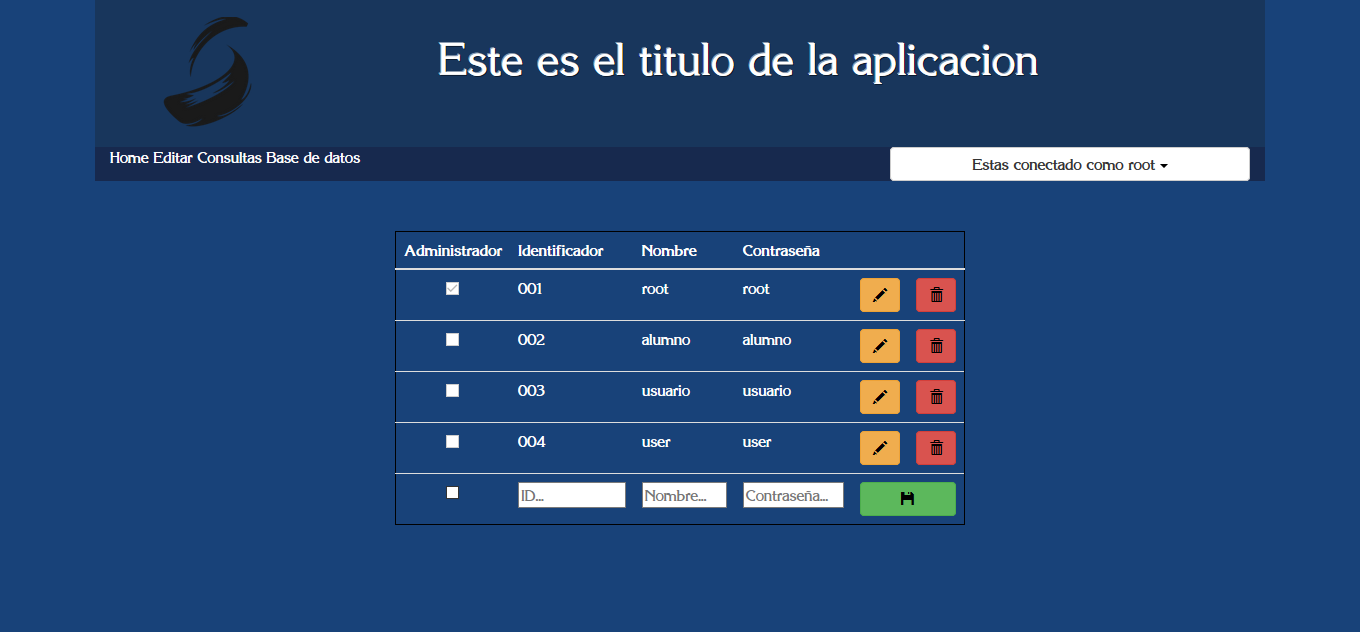 Este es el titulo de la aplicacion
Home Editar Consultas Base de datos
Estas conectado como root
Administrador Identificador Nombre Contraseña
001 root root
002 alumno alumno
003 usuario usuario
004 user user
ID... Nombre... Contraseña...